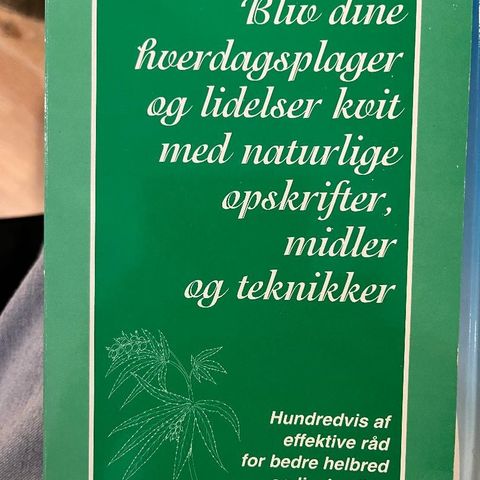 Bliv dine
hverdagsplager
og lidelser kvit
med naturlige
opskrifter,
midler
og teknikker
Hundredvis af
effektive råd
for bedre helbred